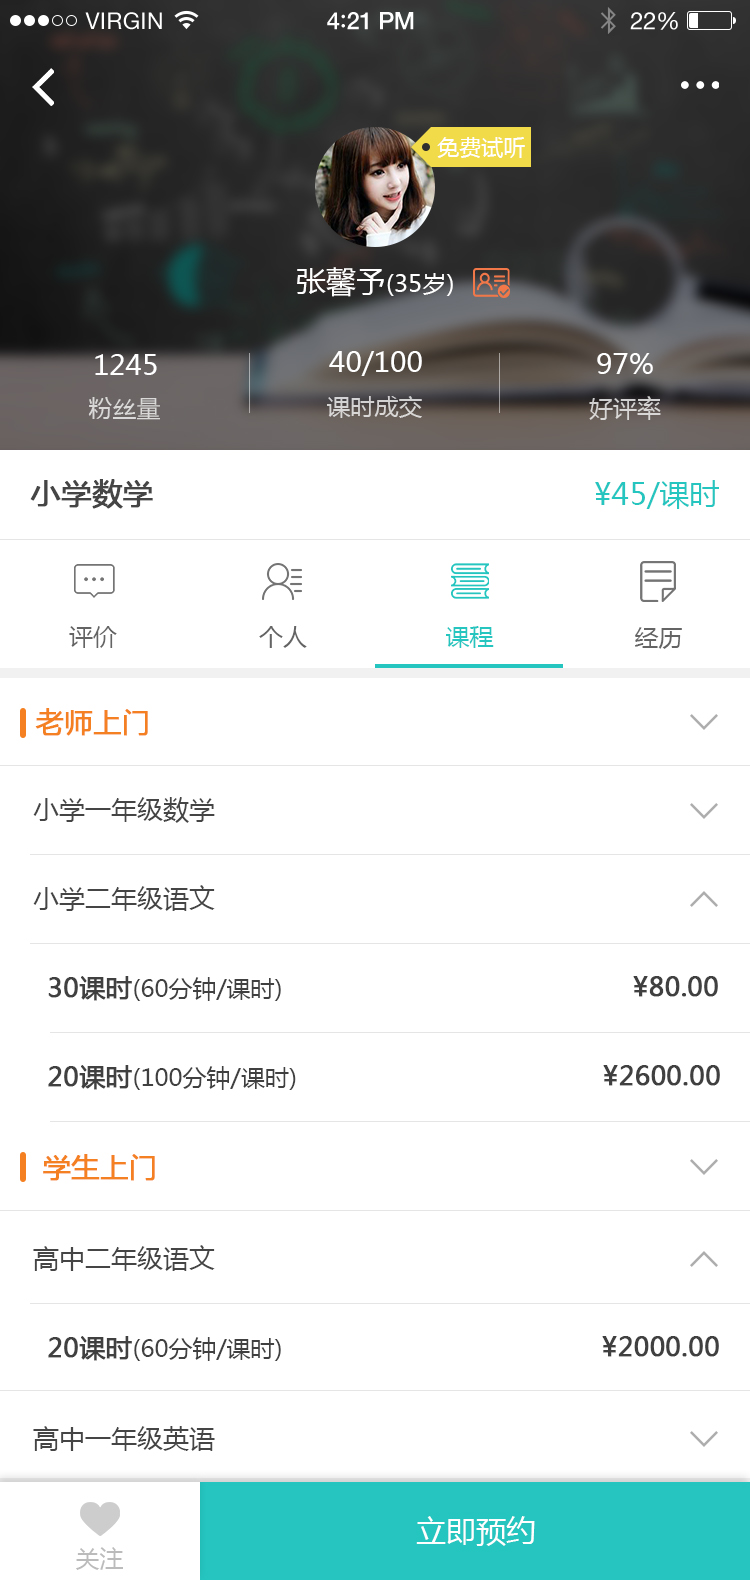 VIRGIN 4:21 PM 22%
免费试听
张馨予(35岁)
1245 40/100 97%
粉丝量 课时成交 好评率
小学数学 ¥45/课时
评价 个人 课程 经历
老师上门
小学一年级数学
小学二年级语文
30课时(60分钟/课时) ¥80.00
20课时(100分钟/课时) ¥2600.00
学生上门
高中二年级语文
20课时(60分钟/课时) ¥2000.00
高中一年级英语
关注 立即预约